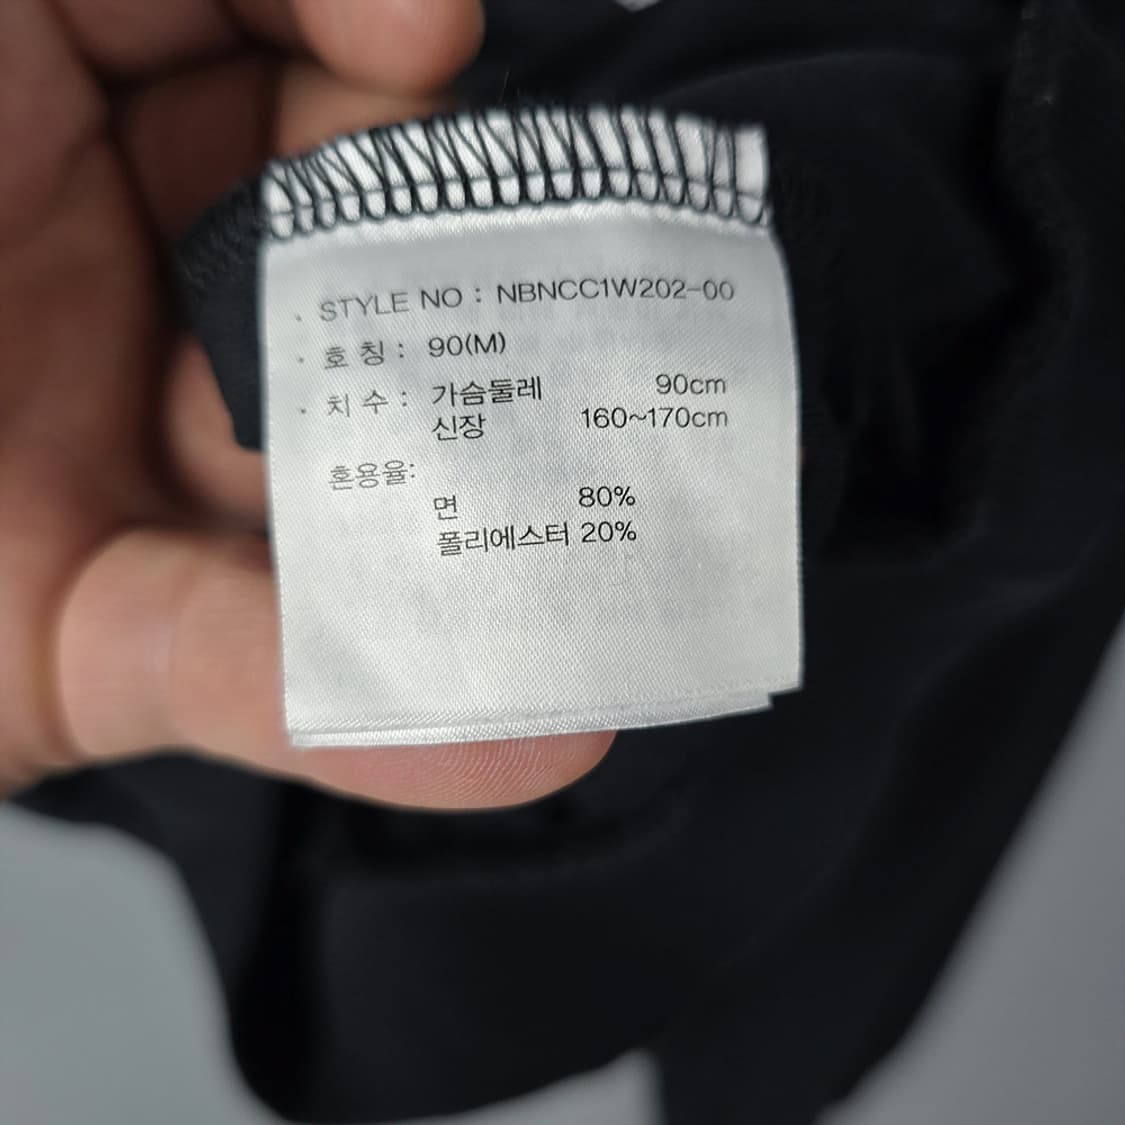 · STYLE NO : NBNCC1W202-00
· 호 칭 : 90(M)
· 치 수 : 가슴둘레 90cm
신장 160~170cm
혼용율:
면 80%
폴리에스터 20%